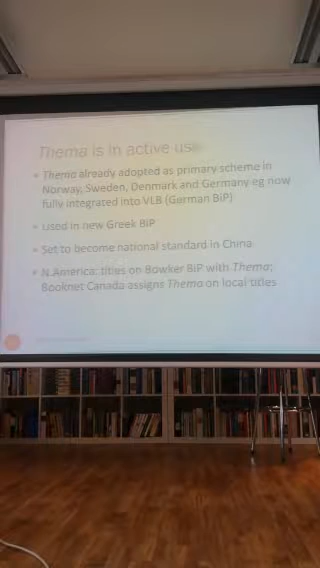 Thema is in active use
Thema already adopted as primary scheme in
Norway, Sweden, Denmark and Germany eg now
fully integrated into VLB (German BiP)
Used in new Greek BiP
Set to become national standard in China
N.America: titles on Bowker BiP with Thema;
Booknet Canada assigns Thema on local titles